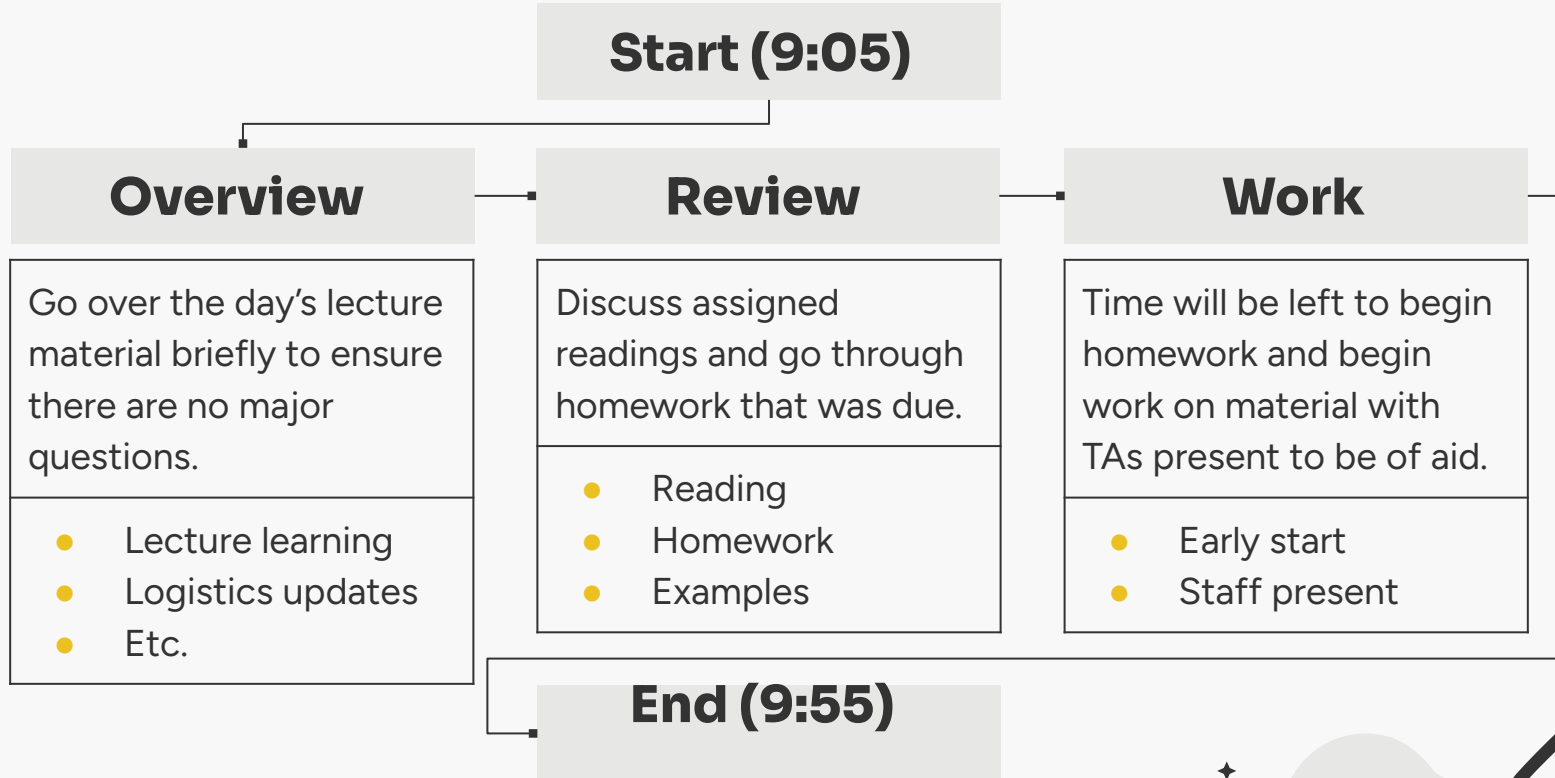 Start (9:05)
Overview
Review
Work
Go over the day’s lecture
material briefly to ensure
there are no major
questions.
Lecture learning
Logistics updates
Etc.
Discuss assigned
readings and go through
homework that was due.
Reading
Homework
Examples
Time will be left to begin
homework and begin
work on material with
TAs present to be of aid.
Early start
Staff present
End (9:55)